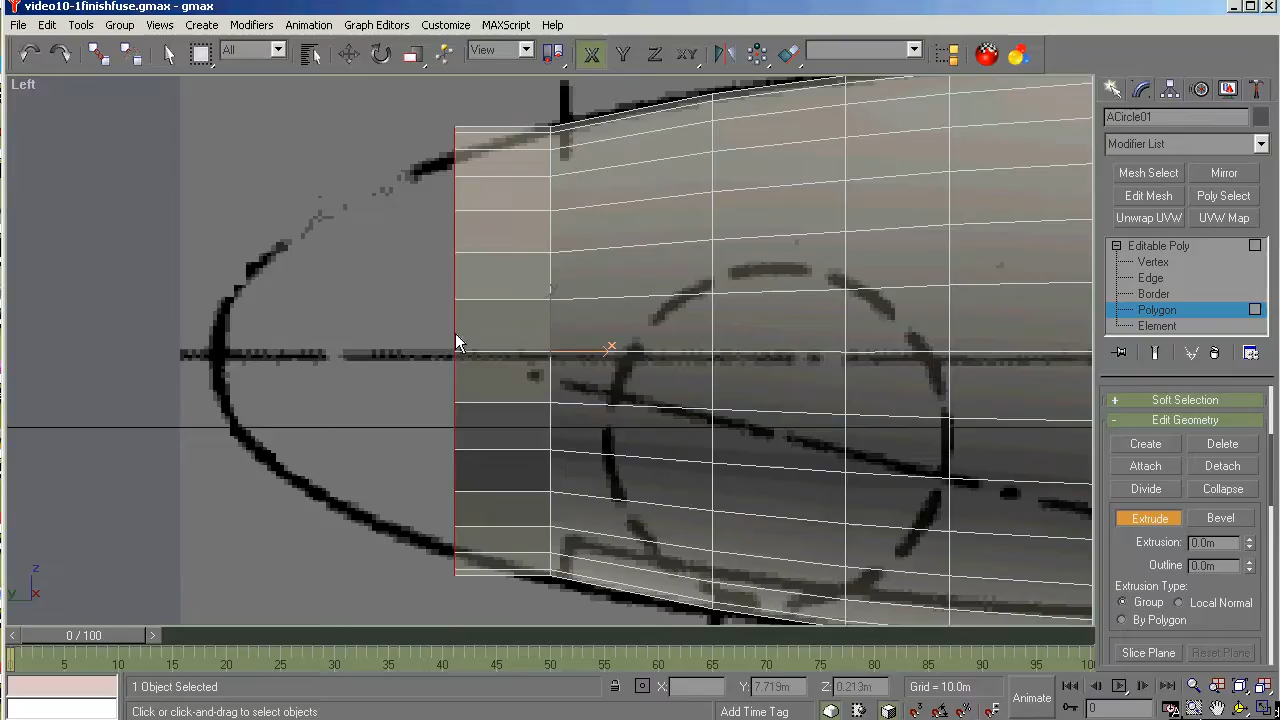 video10-1finishfuse.gmax - gmax
File Edit Tools Group Views Create Modifiers Animation Graph Editors Customize MAXScript Help
All View X Y Z XY
Left
ACircle01
Modifier List
Mesh Select Mirror
Edit Mesh Poly Select
Unwrap UVW UVW Map
Editable Poly
Vertex
Edge
Border
Polygon
Element
+ Soft Selection
- Edit Geometry
Create Delete
Attach Detach
Divide Collapse
Extrude Bevel
Extrusion: 0.0m
Outline 0.0m
Extrusion Type:
Group Local Normal
By Polygon
Slice Plane Reset Plane
z
y x
< 0 / 100 >
5 10 15 20 25 30 35 40 45 50 55 60 65 70 75 80 85 90 95 100
1 Object Selected X: Y: 7.719m Z: 0.213m Grid = 10.0m
Animate 0
Click or click-and-drag to select objects Add Time Tag